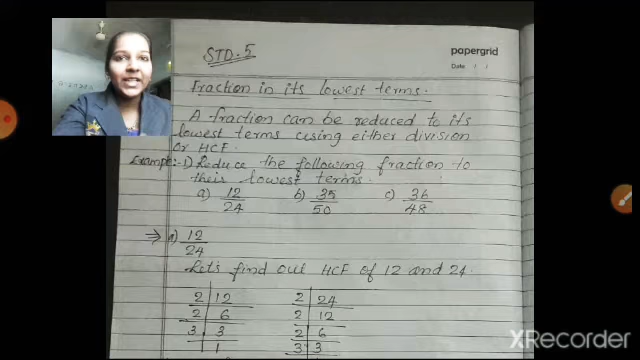 STD. 5
papergrid
Date / /
Fraction in its lowest terms.
A fraction can be reduced to its
lowest terms using either division
or HCF.
Example:-1) Reduce the following fraction to
their lowest terms.
a) 12/24 b) 35/50 c) 36/48
⇒ a) 12/24
Let's find out HCF of 12 and 24.
2 | 12 2 | 24
2 | 6 2 | 12
3 | 3 2 | 6
1 3 | 3
XRecorder